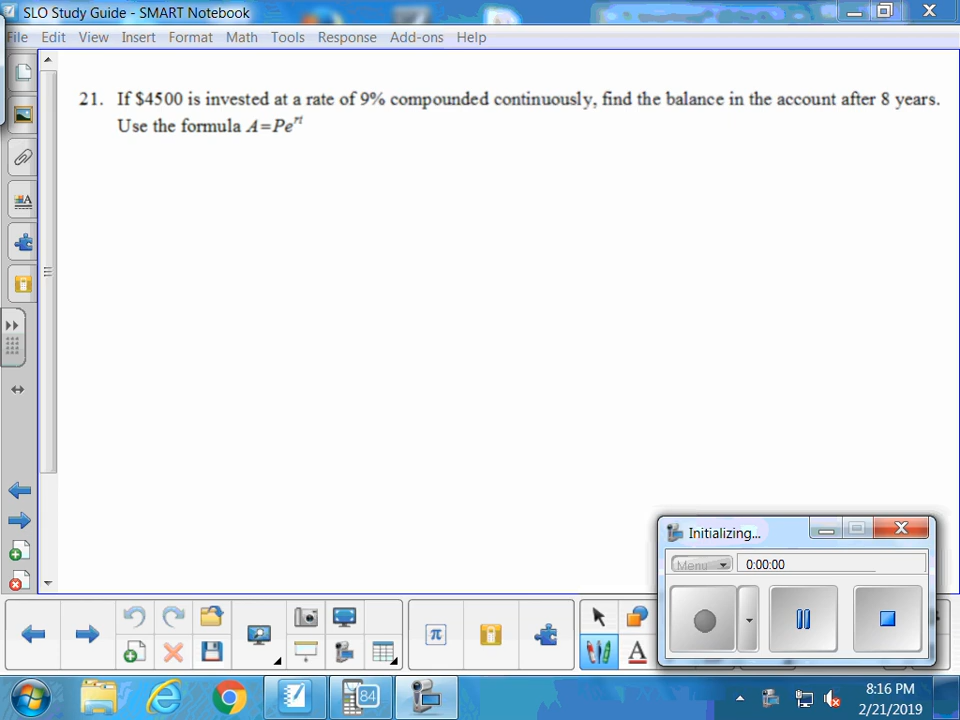 SLO Study Guide - SMART Notebook
File Edit View Insert Format Math Tools Response Add-ons Help
21. If $4500 is invested at a rate of 9% compounded continuously, find the balance in the account after 8 years.
Use the formula A=Pe^rt
Initializing...
Menu 0:00:00
π
A
84
8:16 PM
2/21/2019